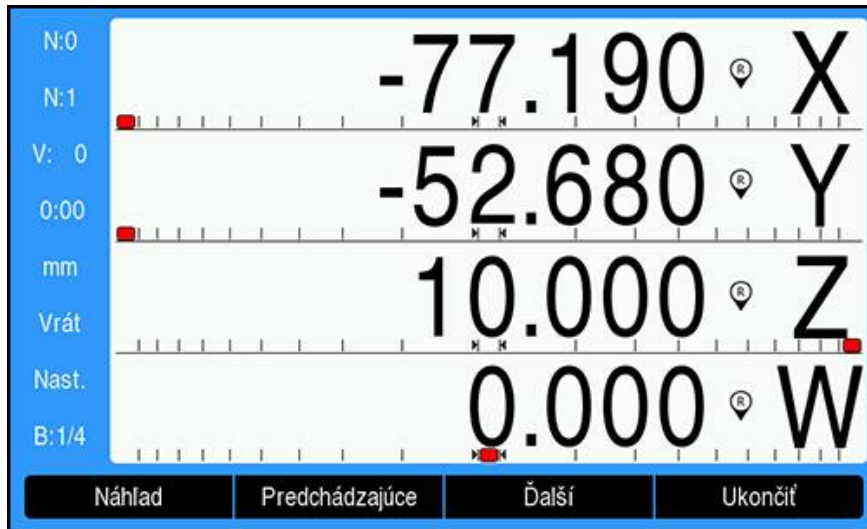 N:0
N:1
V: 0
0:00
mm
Vrát
Nast.
B:1/4
-77.190 R X
-52.680 R Y
10.000 R Z
0.000 R W
Náhľad Predchádzajúce Ďalší Ukončiť